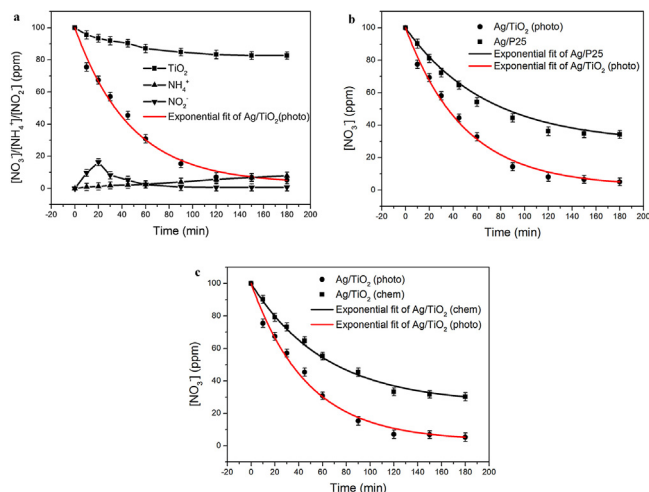 a
[NO₃⁻]/[NH₄⁺]/[NO₂⁻] (ppm)
100
80
60
40
20
0
TiO₂
NH₄⁺
NO₂⁻
Exponential fit of Ag/TiO₂(photo)
-20 0 20 40 60 80 100 120 140 160 180 200
Time (min)
b
[NO₃⁻] (ppm)
100
80
60
40
20
0
Ag/TiO₂ (photo)
Ag/P25
Exponential fit of Ag/P25
Exponential fit of Ag/TiO₂ (photo)
-20 0 20 40 60 80 100 120 140 160 180 200
Time (min)
c
[NO₃⁻] (ppm)
100
80
60
40
20
0
Ag/TiO₂ (photo)
Ag/TiO₂ (chem)
Exponential fit of Ag/TiO₂ (chem)
Exponential fit of Ag/TiO₂ (photo)
-20 0 20 40 60 80 100 120 140 160 180 200
Time (min)